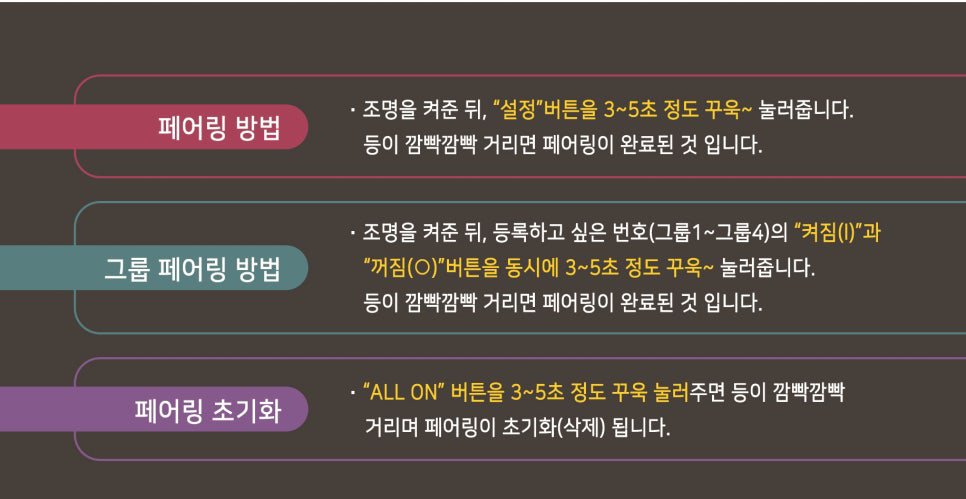 페어링 방법
· 조명을 켜준 뒤, “설정”버튼을 3~5초 정도 꾸욱~ 눌러줍니다.
등이 깜빡깜빡 거리면 페어링이 완료된 것 입니다.
그룹 페어링 방법
· 조명을 켜준 뒤, 등록하고 싶은 번호(그룹1~그룹4)의 “켜짐(I)”과
“꺼짐(○)”버튼을 동시에 3~5초 정도 꾸욱~ 눌러줍니다.
등이 깜빡깜빡 거리면 페어링이 완료된 것 입니다.
페어링 초기화
· “ALL ON” 버튼을 3~5초 정도 꾸욱 눌러주면 등이 깜빡깜빡
거리며 페어링이 초기화(삭제) 됩니다.